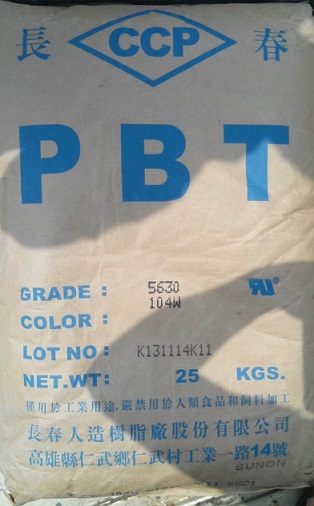 長 CCP 春
PBT
GRADE : 5630
104W
COLOR :
LOT NO : K131114K11
NET.WT: 25 KGS.
僅用於工業用途,嚴禁用於人類食品和飼料加工
長春人造樹脂廠股份有限公司
高雄縣仁武鄉仁武村工業一路14號
SUNON